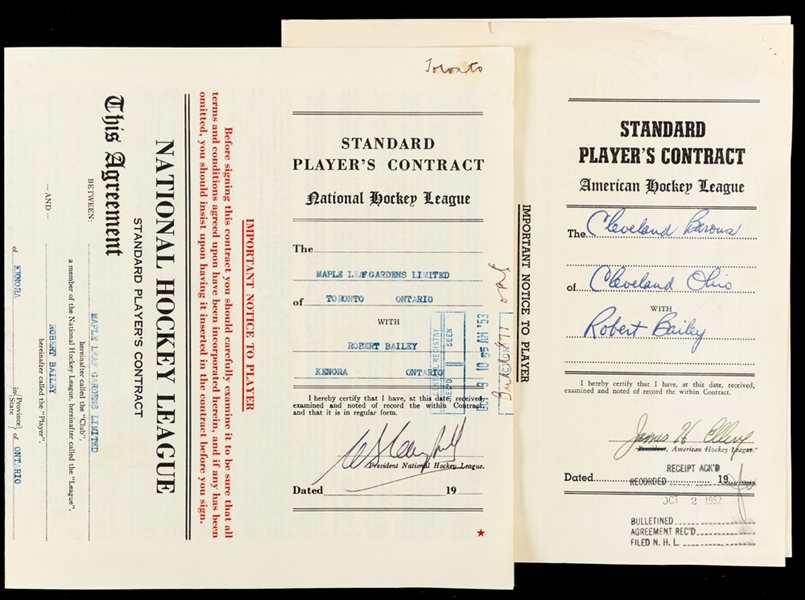 Toronto
STANDARD
PLAYER'S CONTRACT
National Hockey League
The
MAPLE LEAF GARDENS LIMITED
of TORONTO ONTARIO
WITH
ROBERT BAILEY
KENORA ONTARIO
I hereby certify that I have, at this date, received,
examined and noted of record the within Contract,
and that it is in regular form.
President National Hockey League.
Dated 19
SEEN
CENTRAL REGISTRY
IMPORTANT NOTICE TO PLAYER
Before signing this contract you should carefully examine it to be sure that all
terms and conditions agreed upon have been incorporated herein, and if any has been
omitted, you should insist upon having it inserted in the contract before you sign.
NATIONAL HOCKEY LEAGUE
STANDARD PLAYER'S CONTRACT
This Agreement
BETWEEN: MAPLE LEAF GARDENS LIMITED
hereinafter called the "Club".
a member of the National Hockey League, hereinafter called the "League".
— AND — ROBERT BAILEY
hereinafter called the "Player".
of KENORA in (Province/State) of ONTARIO
IMPORTANT NOTICE TO PLAYER
STANDARD
PLAYER'S CONTRACT
American Hockey League
The Cleveland Barons
of Cleveland Ohio
WITH
Robert Bailey
I hereby certify that I have, at this date, received,
examined and noted of record the within Contract.
James H Ellery
President, American Hockey League.
RECEIPT ACK'D
Dated RECORDED 19
OCT 2 1952
BULLETINED
AGREEMENT REC'D
FILED N. H. L.